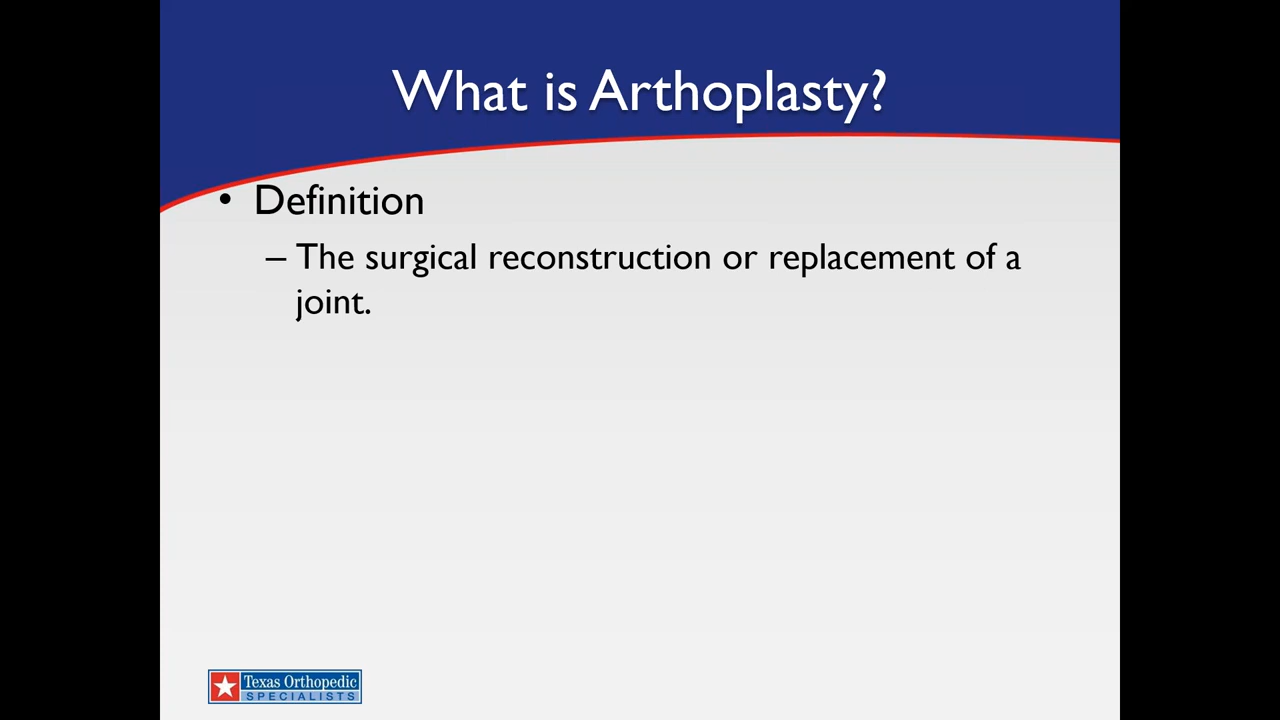 What is Arthoplasty?
• Definition
– The surgical reconstruction or replacement of a
joint.
Texas Orthopedic
SPECIALISTS